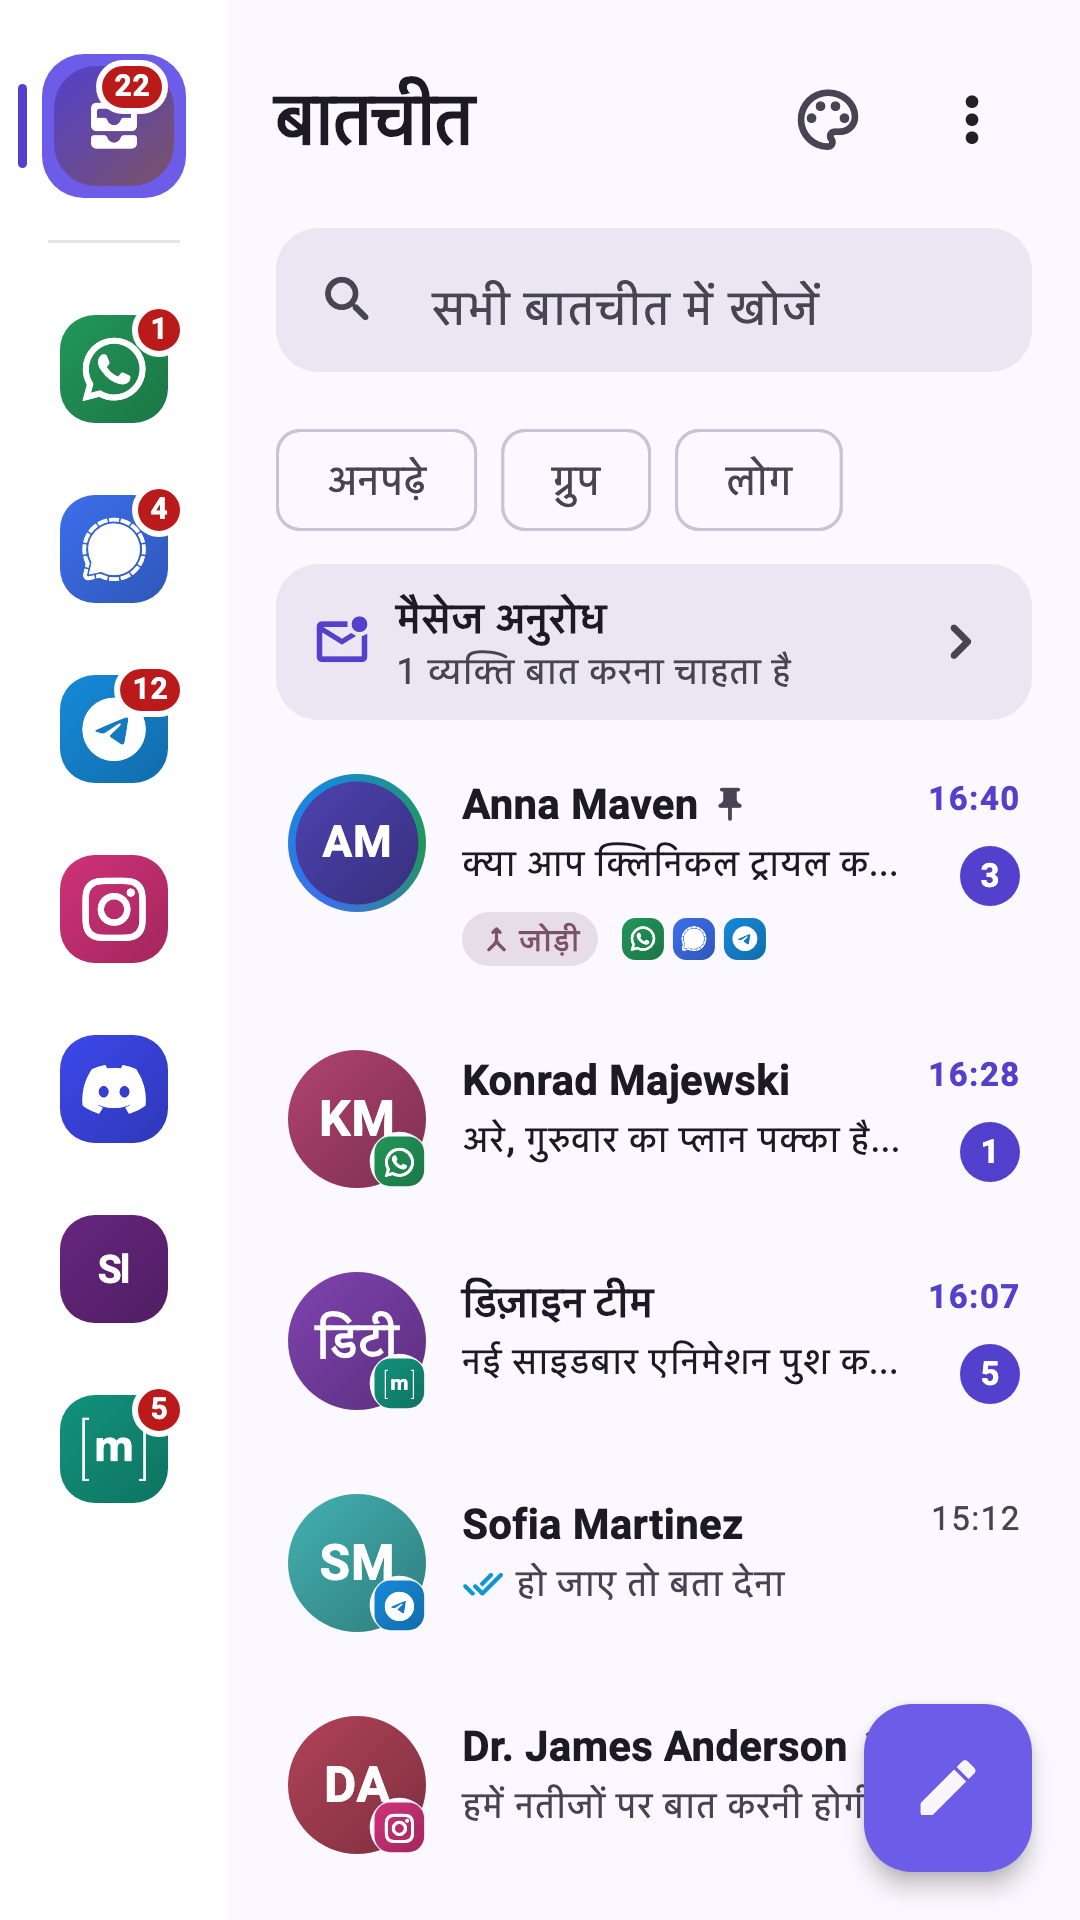 22
1
4
12
SI
[m]
5
बातचीत
सभी बातचीत में खोजें
अनपढ़े
ग्रुप
लोग
मैसेज अनुरोध
1 व्यक्ति बात करना चाहता है
AM
Anna Maven
16:40
क्या आप क्लिनिकल ट्रायल क...
3
जोड़ी
KM
Konrad Majewski
16:28
अरे, गुरुवार का प्लान पक्का है...
1
डिटी
[m]
डिज़ाइन टीम
16:07
नई साइडबार एनिमेशन पुश क...
5
SM
Sofia Martinez
15:12
हो जाए तो बता देना
DA
Dr. James Anderson
हमें नतीजों पर बात करनी होगी